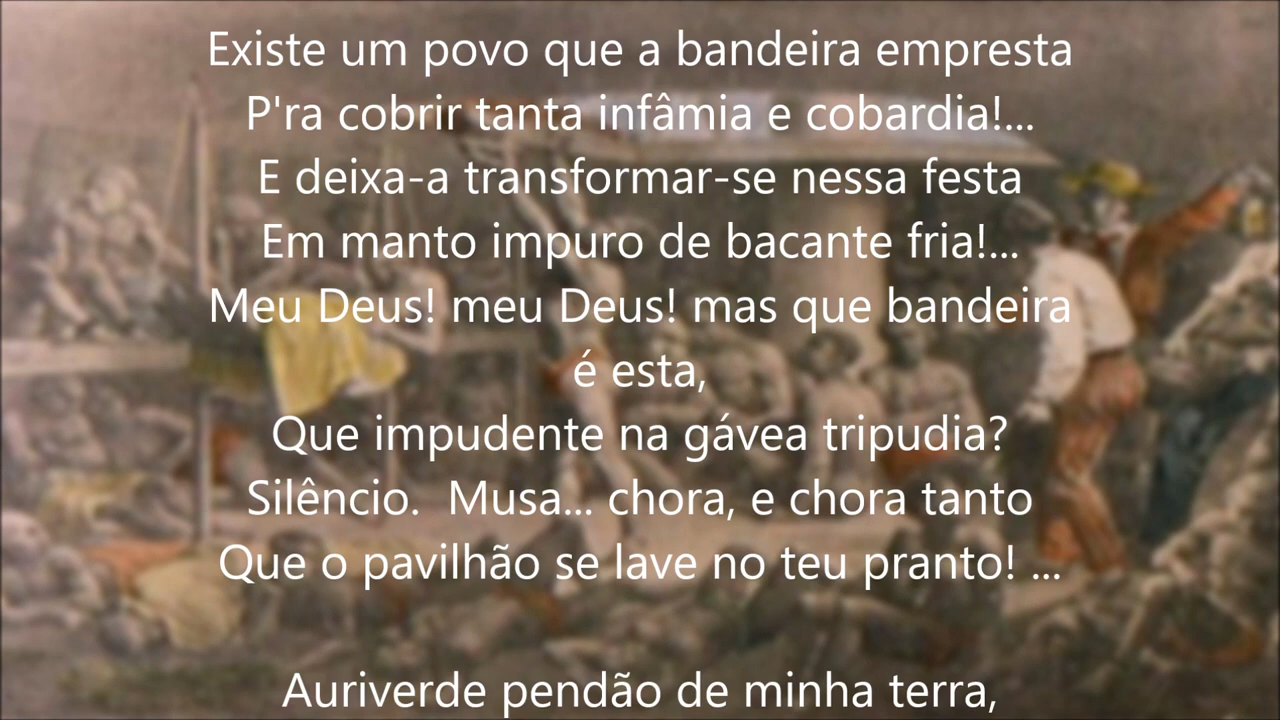 Existe um povo que a bandeira empresta
P'ra cobrir tanta infâmia e cobardia!...
E deixa-a transformar-se nessa festa
Em manto impuro de bacante fria!...
Meu Deus! meu Deus! mas que bandeira
é esta,
Que impudente na gávea tripudia?
Silêncio.  Musa... chora, e chora tanto
Que o pavilhão se lave no teu pranto! ...
Auriverde pendão de minha terra,